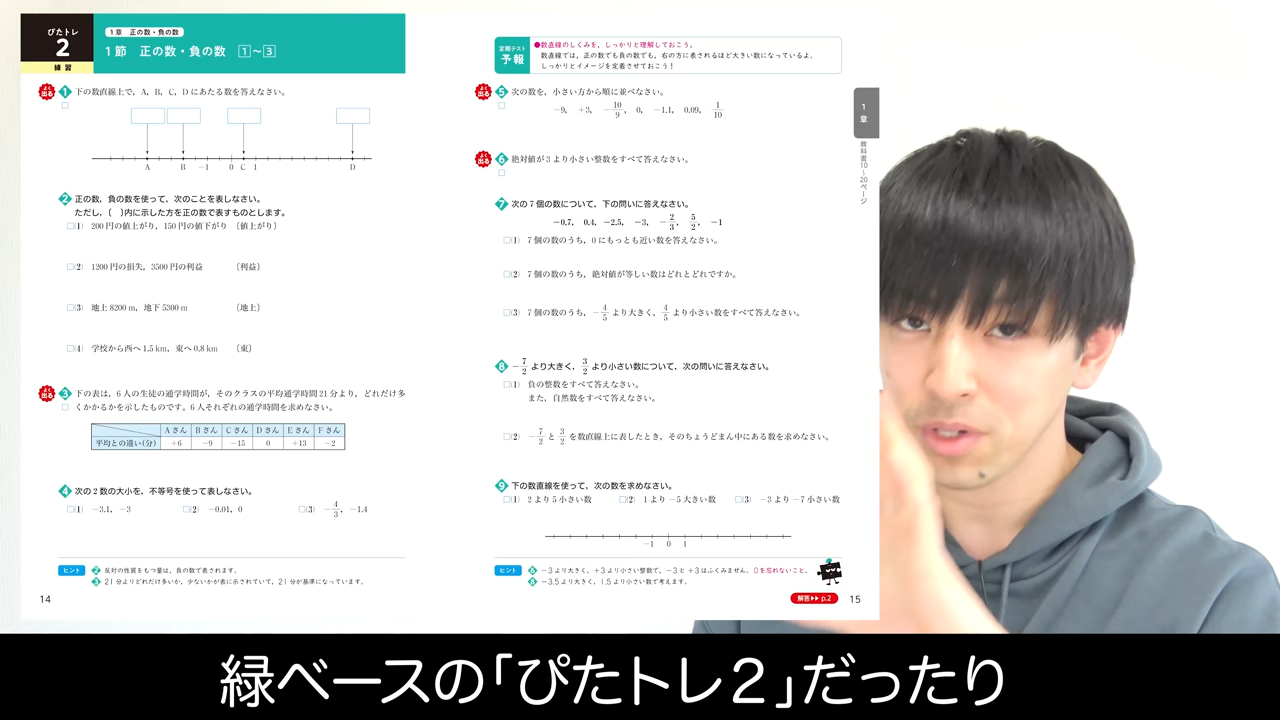 ぴたトレ
2
練習
1章 正の数・負の数
1節 正の数・負の数 1~3
よく出る
1 下の数直線上で，A，B，C，Dにあたる数を答えなさい。
A B −1 0 C 1 D
2 正の数，負の数を使って，次のことを表しなさい。
ただし，〔 〕内に示した方を正の数で表すものとします。
(1) 200円の値上がり，150円の値下がり 〔値上がり〕
(2) 1200円の損失，3500円の利益 〔利益〕
(3) 地上8200 m，地下5300 m 〔地上〕
(4) 学校から西へ1.5 km，東へ0.8 km 〔東〕
よく出る
3 下の表は，6人の生徒の通学時間が，そのクラスの平均通学時間21分より，どれだけ多
くかかるかを示したものです。6人それぞれの通学時間を求めなさい。
Aさん Bさん Cさん Dさん Eさん Fさん
平均との違い(分) +6 −9 −15 0 +13 −2
4 次の2数の大小を，不等号を使って表しなさい。
(1) −3.1，−3 (2) −0.01，0 (3) −4/3，−1.4
ヒント 2 反対の性質をもつ量は，負の数で表されます。
3 21分よりどれだけ多いか，少ないかが表に示されていて，21分が基準になっています。
14
定期テスト
予報
●数直線のしくみを，しっかりと理解しておこう。
数直線では，正の数でも負の数でも，右の方に表されるほど大きい数になっているよ。
しっかりとイメージを定着させておこう！
よく出る
5 次の数を，小さい方から順に並べなさい。
−9， +3， −10/9， 0， −1.1， 0.09， 1/10
よく出る
6 絶対値が3より小さい整数をすべて答えなさい。
7 次の7個の数について，下の問いに答えなさい。
−0.7， 0.4，−2.5， −3， −2/3， 5/2， −1
(1) 7個の数のうち，0にもっとも近い数を答えなさい。
(2) 7個の数のうち，絶対値が等しい数はどれとどれですか。
(3) 7個の数のうち，−4/5より大きく，4/5より小さい数をすべて答えなさい。
8 −7/2より大きく，3/2より小さい数について，次の問いに答えなさい。
(1) 負の整数をすべて答えなさい。
また，自然数をすべて答えなさい。
(2) −7/2と3/2を数直線上に表したとき，そのちょうどまん中にある数を求めなさい。
9 下の数直線を使って，次の数を求めなさい。
(1) 2より5小さい数 (2) 1より−5大きい数 (3) −3より−7小さい数
−1 0 1
ヒント 6 −3より大きく，+3より小さい整数で，−3と+3はふくみません。0を忘れないこと。
8 −3.5より大きく，1.5より小さい数で考えます。
解答▶▶ p.2
15
1章
教科書10~20ページ
緑ベースの「ぴたトレ２」だったり